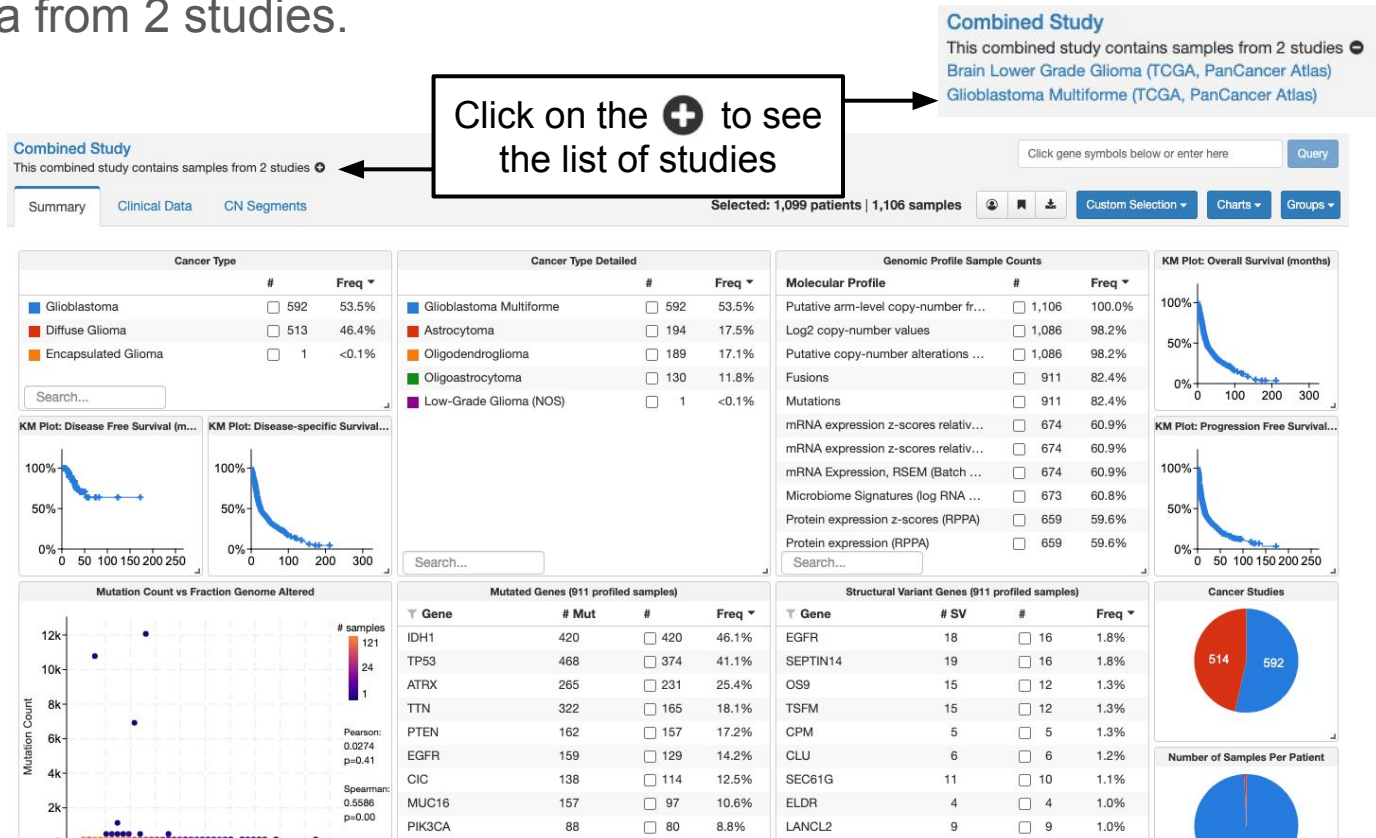 a from 2 studies.
Combined Study
This combined study contains samples from 2 studies
Brain Lower Grade Glioma (TCGA, PanCancer Atlas)
Glioblastoma Multiforme (TCGA, PanCancer Atlas)
Click on the + to see
the list of studies
Combined Study
This combined study contains samples from 2 studies
Click gene symbols below or enter here Query
Summary Clinical Data CN Segments Selected: 1,099 patients | 1,106 samples Custom Selection Charts Groups
Cancer Type
# Freq
Glioblastoma 592 53.5%
Diffuse Glioma 513 46.4%
Encapsulated Glioma 1 <0.1%
Search...
Cancer Type Detailed
# Freq
Glioblastoma Multiforme 592 53.5%
Astrocytoma 194 17.5%
Oligodendroglioma 189 17.1%
Oligoastrocytoma 130 11.8%
Low-Grade Glioma (NOS) 1 <0.1%
Search...
Genomic Profile Sample Counts
Molecular Profile # Freq
Putative arm-level copy-number fr... 1,106 100.0%
Log2 copy-number values 1,086 98.2%
Putative copy-number alterations ... 1,086 98.2%
Fusions 911 82.4%
Mutations 911 82.4%
mRNA expression z-scores relativ... 674 60.9%
mRNA expression z-scores relativ... 674 60.9%
mRNA Expression, RSEM (Batch ... 674 60.9%
Microbiome Signatures (log RNA ... 673 60.8%
Protein expression z-scores (RPPA) 659 59.6%
Protein expression (RPPA) 659 59.6%
Search...
KM Plot: Overall Survival (months)
100%
50%
0%
0 100 200 300
KM Plot: Disease Free Survival (m...
100%
50%
0%
0 50 100 150 200 250
KM Plot: Disease-specific Survival...
100%
50%
0%
0 100 200 300
KM Plot: Progression Free Survival...
100%
50%
0%
0 50 100 150 200 250
Mutation Count vs Fraction Genome Altered
# samples
121
24
1
12k
10k
8k
6k
4k
2k
Mutation Count
Pearson:
0.0274
p=0.41
Spearman:
0.5586
p=0.00
Mutated Genes (911 profiled samples)
Gene # Mut # Freq
IDH1 420 420 46.1%
TP53 468 374 41.1%
ATRX 265 231 25.4%
TTN 322 165 18.1%
PTEN 162 157 17.2%
EGFR 159 129 14.2%
CIC 138 114 12.5%
MUC16 157 97 10.6%
PIK3CA 88 80 8.8%
Structural Variant Genes (911 profiled samples)
Gene # SV # Freq
EGFR 18 16 1.8%
SEPTIN14 19 16 1.8%
OS9 15 12 1.3%
TSFM 15 12 1.3%
CPM 5 5 1.3%
CLU 6 6 1.2%
SEC61G 11 10 1.1%
ELDR 4 4 1.0%
LANCL2 9 9 1.0%
Cancer Studies
514 592
Number of Samples Per Patient